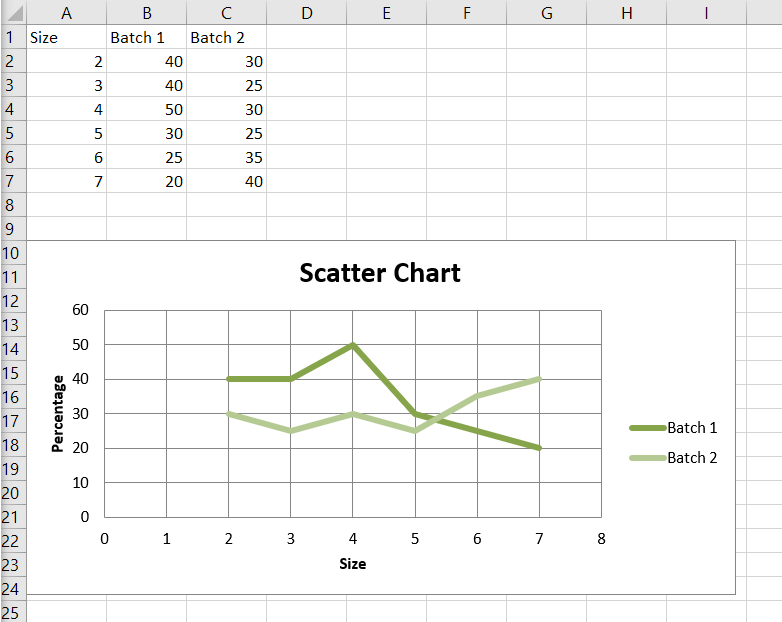 A B C D E F G H I
1 Size Batch 1 Batch 2
2 2 40 30
3 3 40 25
4 4 50 30
5 5 30 25
6 6 25 35
7 7 20 40
8
9
10
11
12
13
14
15
16
17
18
19
20
21
22
23
24
25
Scatter Chart
60
50
40
30
20
10
0
Percentage
0 1 2 3 4 5 6 7 8
Size
Batch 1
Batch 2